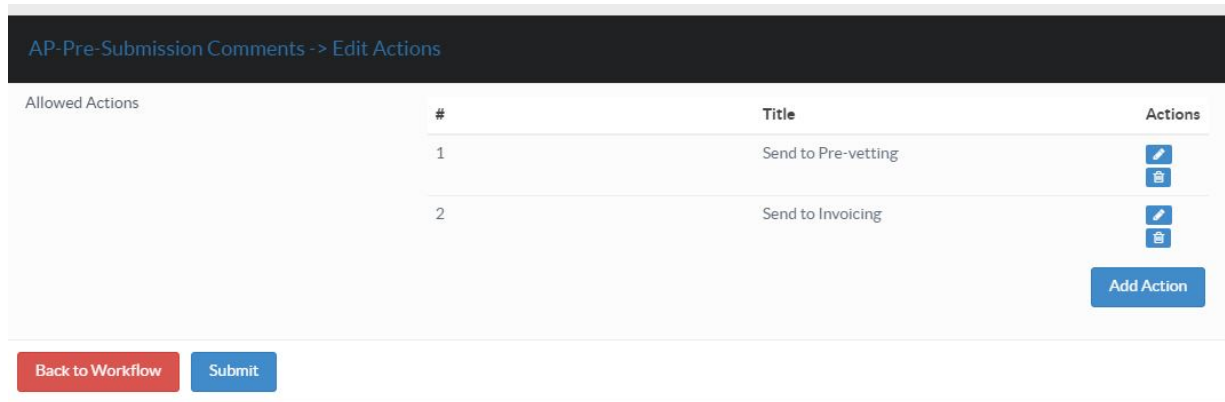 AP-Pre-Submission Comments -> Edit Actions
Allowed Actions
# Title Actions
1 Send to Pre-vetting
2 Send to Invoicing
Add Action
Back to Workflow Submit